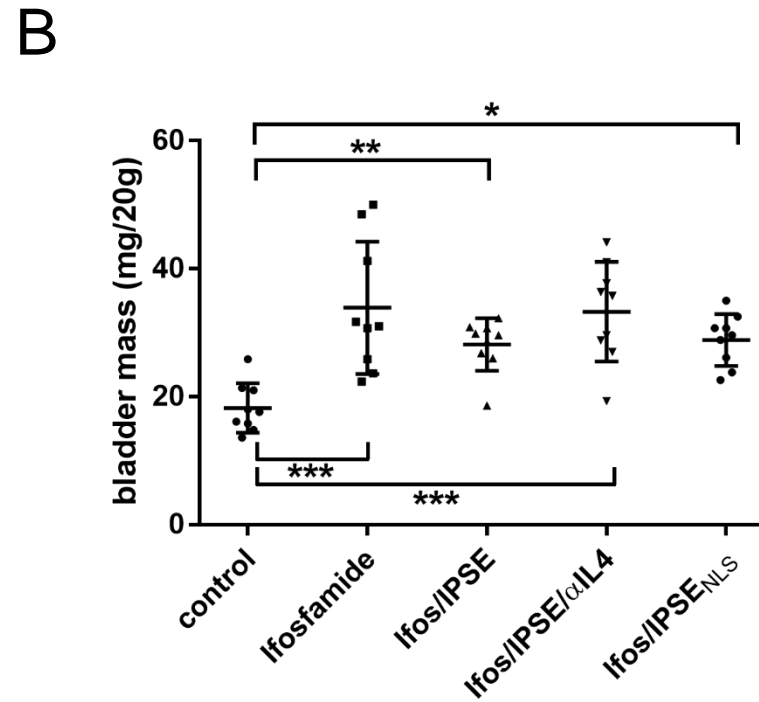 B
*
**
60
40
20
0
bladder mass (mg/20g)
***
***
control
Ifosfamide
Ifos/IPSE
Ifos/IPSE/αIL4
Ifos/IPSENLS